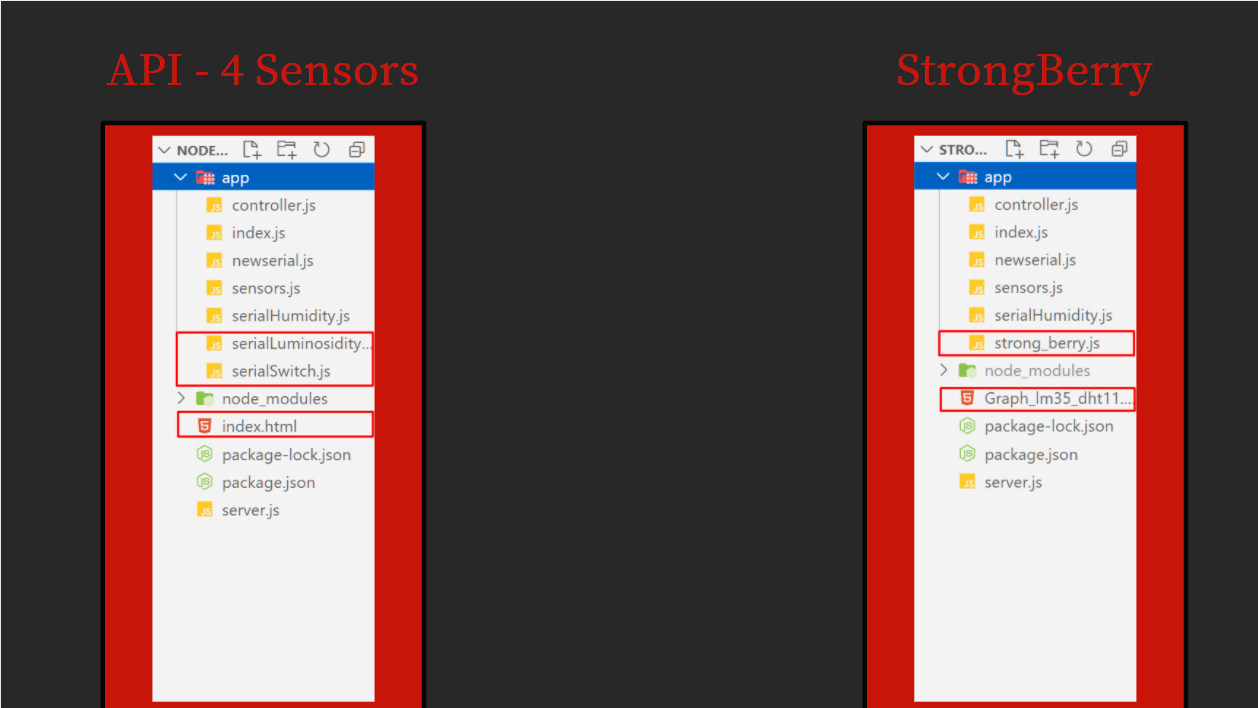 API - 4 Sensors
NODE...
app
controller.js
index.js
newserial.js
sensors.js
serialHumidity.js
serialLuminosidity...
serialSwitch.js
node_modules
index.html
package-lock.json
package.json
server.js
StrongBerry
STRO...
app
controller.js
index.js
newserial.js
sensors.js
serialHumidity.js
strong_berry.js
node_modules
Graph_lm35_dht11....
package-lock.json
package.json
server.js